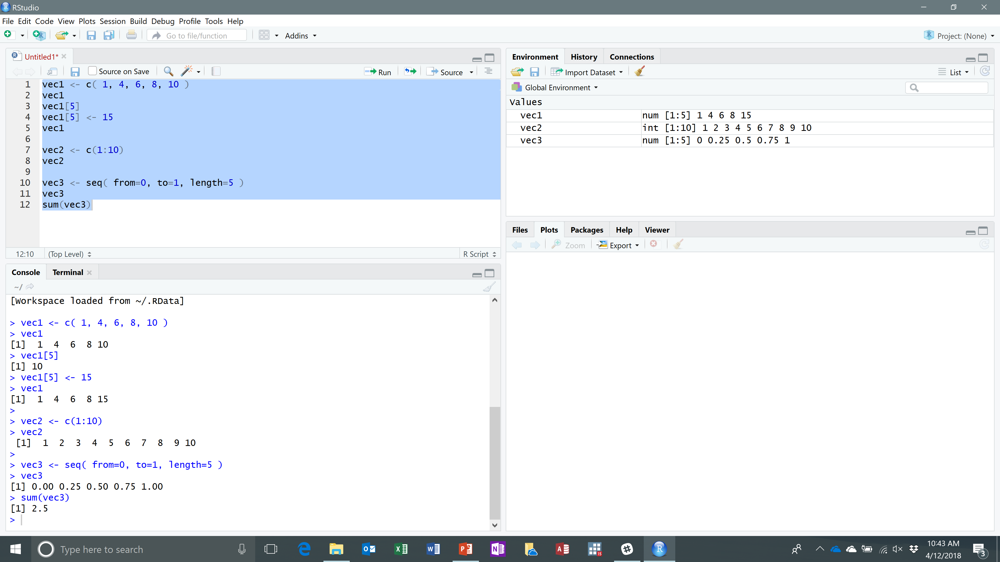 RStudio
File Edit Code View Plots Session Build Debug Profile Tools Help
Go to file/function
Addins
Project: (None)
Untitled1*
Source on Save
Run
Source
1 vec1 <- c( 1, 4, 6, 8, 10 )
2 vec1
3 vec1[5]
4 vec1[5] <- 15
5 vec1
6
7 vec2 <- c(1:10)
8 vec2
9
10 vec3 <- seq( from=0, to=1, length=5 )
11 vec3
12 sum(vec3)
12:10 (Top Level) R Script
Console Terminal
~/
[Workspace loaded from ~/.RData]
> vec1 <- c( 1, 4, 6, 8, 10 )
> vec1
[1]  1  4  6  8 10
> vec1[5]
[1] 10
> vec1[5] <- 15
> vec1
[1]  1  4  6  8 15
>
> vec2 <- c(1:10)
> vec2
 [1]  1  2  3  4  5  6  7  8  9 10
>
> vec3 <- seq( from=0, to=1, length=5 )
> vec3
[1] 0.00 0.25 0.50 0.75 1.00
> sum(vec3)
[1] 2.5
>
Environment History Connections
Import Dataset
List
Global Environment
Values
vec1 num [1:5] 1 4 6 8 15
vec2 int [1:10] 1 2 3 4 5 6 7 8 9 10
vec3 num [1:5] 0 0.25 0.5 0.75 1
Files Plots Packages Help Viewer
Zoom Export
Type here to search
15
10:43 AM
4/12/2018
3